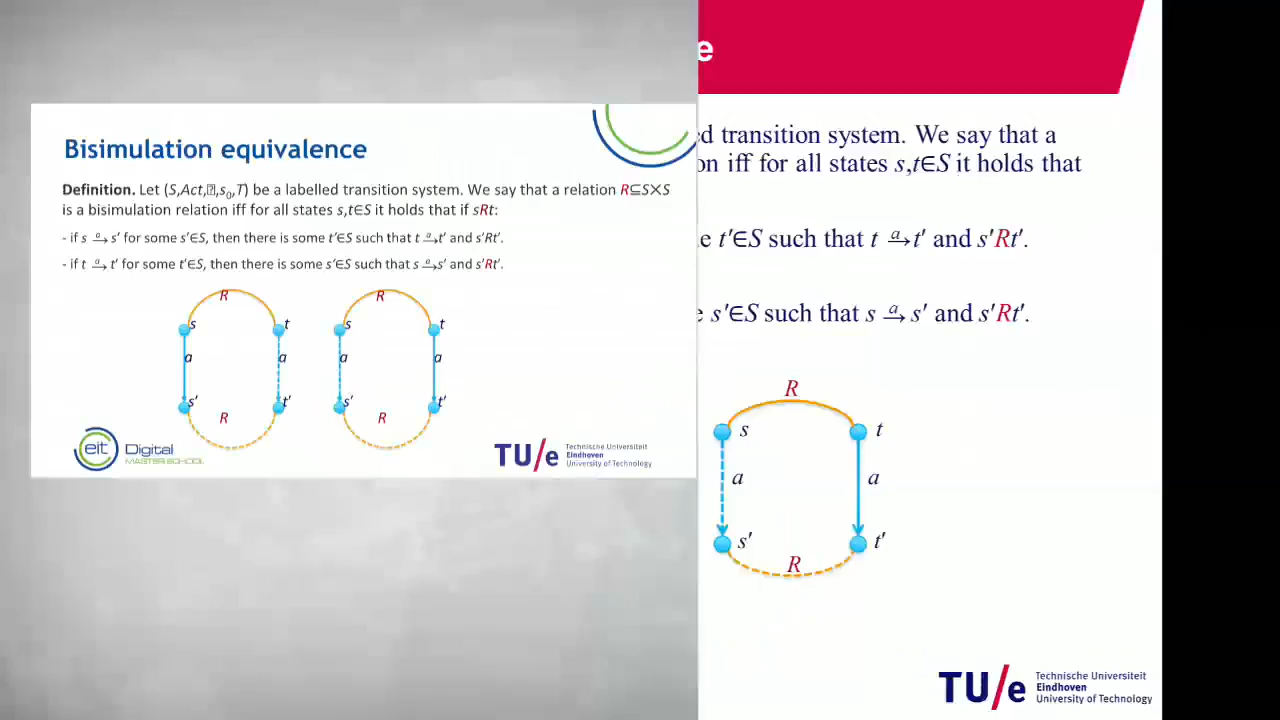 Bisimulation equivalence
Definition. Let (S,Act,⍰,s₀,T) be a labelled transition system. We say that a relation R⊆S×S
is a bisimulation relation iff for all states s,t∈S it holds that if sRt:
- if s a→ s′ for some s′∈S, then there is some t′∈S such that t a→ t′ and s′Rt′.
- if t a→ t′ for some t′∈S, then there is some s′∈S such that s a→ s′ and s′Rt′.
R R
s t s t
a a a a
s′ t′ s′ t′
R R
eit Digital
MASTER SCHOOL
TU/e Technische Universiteit
Eindhoven
University of Technology
e
ed transition system. We say that a
on iff for all states s,t∈S it holds that
e t′∈S such that t a→ t′ and s′Rt′.
e s′∈S such that s a→ s′ and s′Rt′.
R
s t
a a
s′ t′
R
TU/e Technische Universiteit
Eindhoven
University of Technology